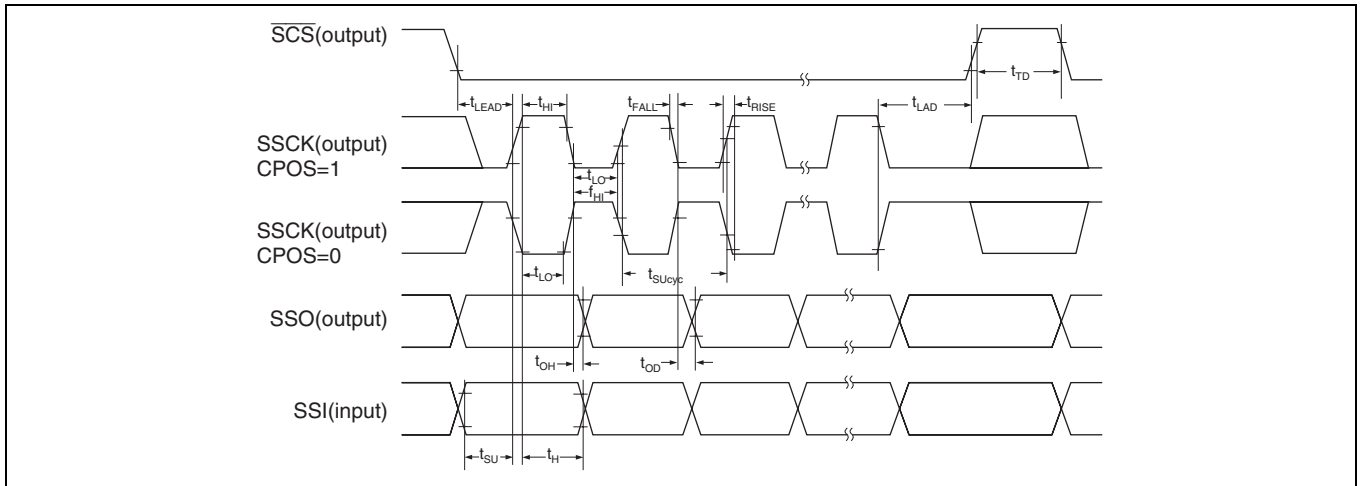 SCS(output)
tTD
tLEAD
tHI
tFALL
tRISE
tLAD
SSCK(output)
CPOS=1
tLO
fHI
SSCK(output)
CPOS=0
tLO
tSUcyc
SSO(output)
tOH
tOD
SSI(input)
tSU
tH